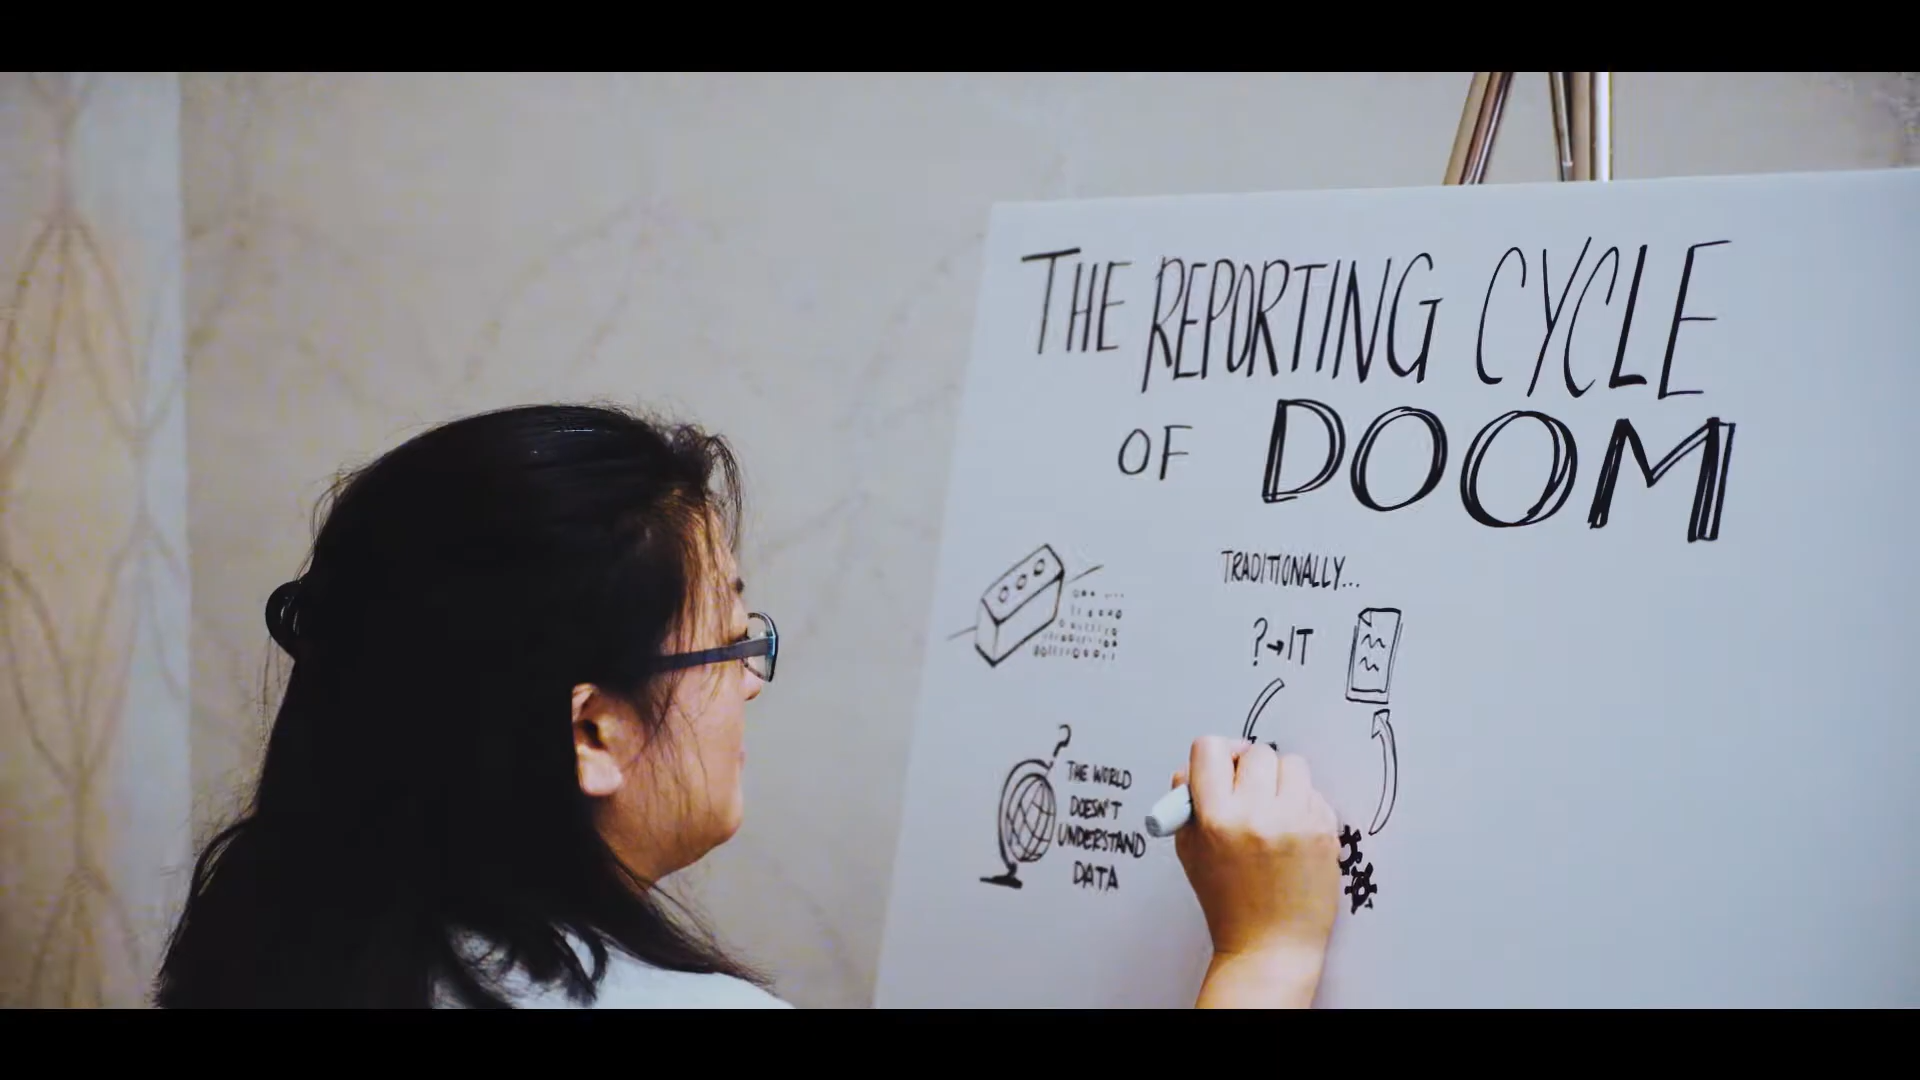 THE REPORTING CYCLE
OF DOOM
TRADITIONALLY...
? → IT
?
THE WORLD
DOESN'T
UNDERSTAND
DATA